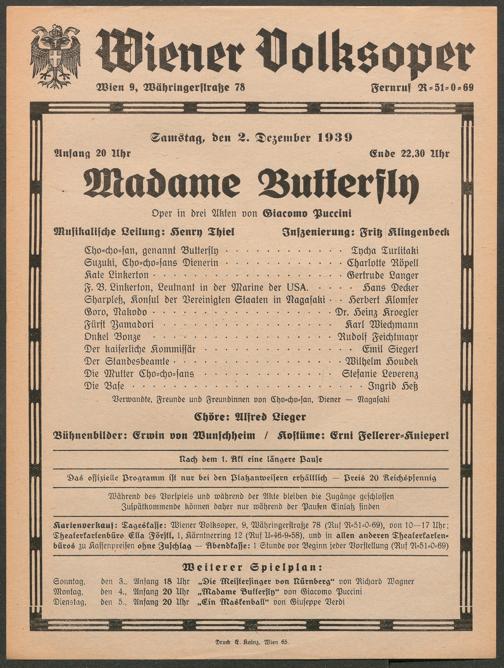 Wiener Volksoper
Wien 9, Währingerstraße 78 Fernruf R=51=0=69
Samstag, den 2. Dezember 1939
Anfang 20 Uhr Ende 22,30 Uhr
Madame Butterfly
Oper in drei Akten von Giacomo Puccini
Musikalische Leitung: Henry Thiel Inszenierung: Fritz Klingenbeck
Cho=cho=san, genannt Butterfly Tycha Turlitaki
Suzuki, Cho=cho=sans Dienerin Charlotte Röpell
Kate Linkerton Gertrude Langer
F. B. Linkerton, Leutnant in der Marine der USA. Hans Decker
Sharpleß, Konsul der Vereinigten Staaten in Nagasaki Herbert Klomser
Goro, Nakodo Dr. Heinz Kroegler
Fürst Yamadori Karl Wiechmann
Onkel Bonze Rudolf Feichtmayr
Der kaiserliche Kommissär Emil Siegert
Der Standesbeamte Wilhelm Houdek
Die Mutter Cho=cho=sans Stefanie Leverenz
Die Base Ingrid Heß
Verwandte, Freunde und Freundinnen von Cho=cho=san, Diener — Nagasaki
Chöre: Alfred Lieger
Bühnenbilder: Erwin von Wunschheim / Kostüme: Erni Fellerer=Knieperl
Nach dem 1. Akt eine längere Pause
Das offizielle Programm ist nur bei den Platzanweisern erhältlich — Preis 20 Reichspfennig
Während des Vorspiels und während der Akte bleiben die Zugänge geschlossen
Zuspätkommende können daher nur während der Pausen Einlaß finden
Kartenverkauf: Tageskasse: Wiener Volksoper, 9, Währingerstraße 78 (Ruf R=51=0=69), von 10—17 Uhr;
Theaterkartenbüro Ella Förstl, 1, Kärntnerring 12 (Ruf U=46=9=58), und in allen anderen Theaterkarten=
büros zu Kassenpreisen ohne Zuschlag — Abendkasse: 1 Stunde vor Beginn jeder Vorstellung (Ruf R=51=0=69)
Weiterer Spielplan:
Sonntag, den 3., Anfang 18 Uhr „Die Meistersinger von Nürnberg" von Richard Wagner
Montag, den 4., Anfang 20 Uhr „Madame Butterfly" von Giacomo Puccini
Dienstag, den 5., Anfang 20 Uhr „Ein Maskenball" von Giuseppe Verdi
Druck E. Kainz, Wien 65.